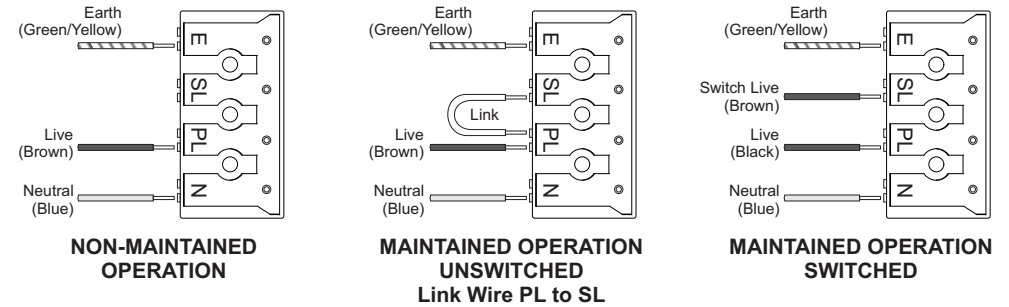 Earth
(Green/Yellow)
E
SL
Live
(Brown)
PL
Neutral
(Blue)
N
NON-MAINTAINED
OPERATION
Earth
(Green/Yellow)
E
SL
Link
Live
(Brown)
PL
Neutral
(Blue)
N
MAINTAINED OPERATION
UNSWITCHED
Link Wire PL to SL
Earth
(Green/Yellow)
E
Switch Live
(Brown)
SL
Live
(Black)
PL
Neutral
(Blue)
N
MAINTAINED OPERATION
SWITCHED